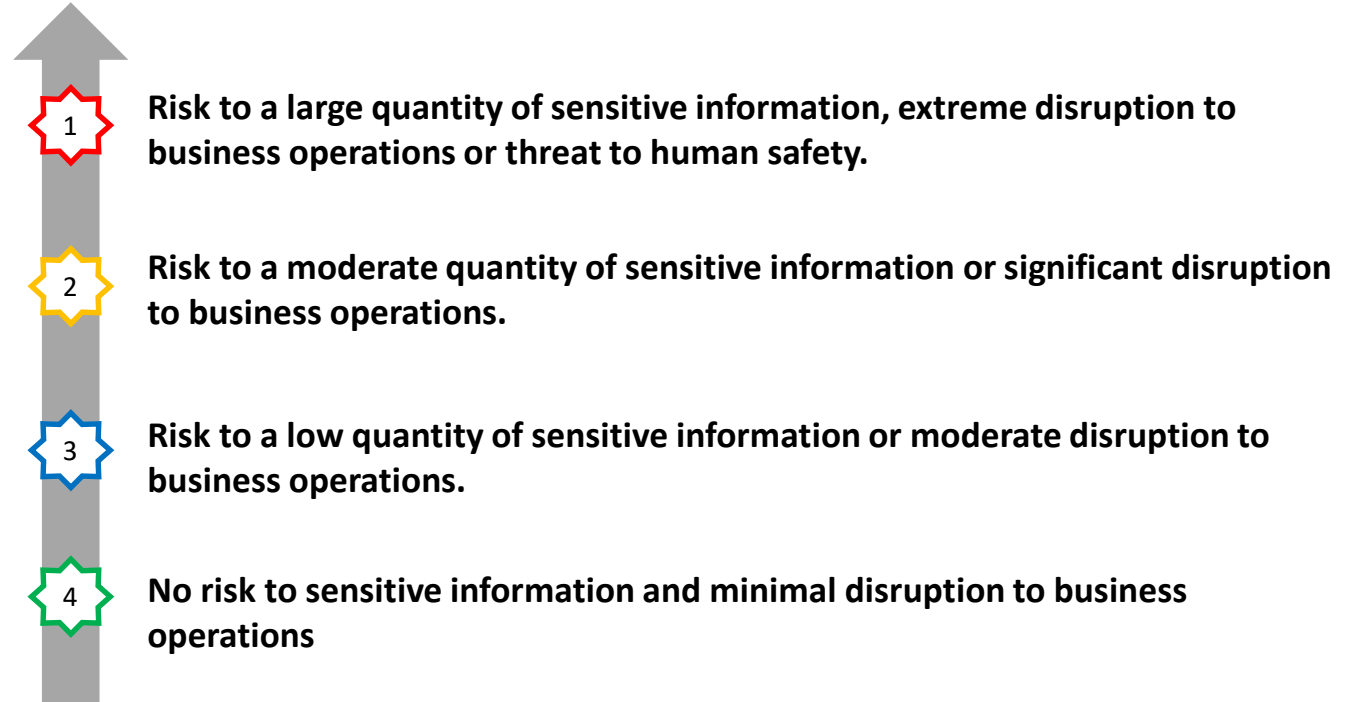 1
Risk to a large quantity of sensitive information, extreme disruption to
business operations or threat to human safety.
2
Risk to a moderate quantity of sensitive information or significant disruption
to business operations.
3
Risk to a low quantity of sensitive information or moderate disruption to
business operations.
4
No risk to sensitive information and minimal disruption to business
operations